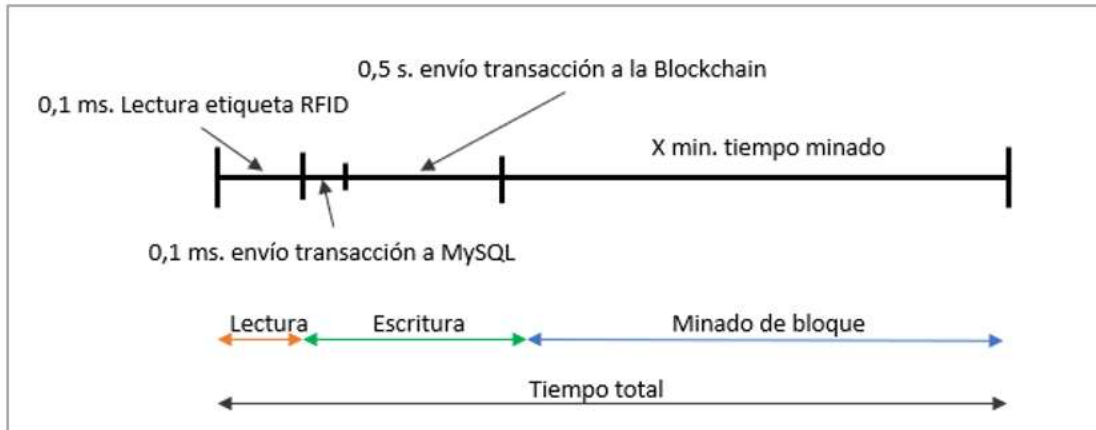 0,5 s. envío transacción a la Blockchain
0,1 ms. Lectura etiqueta RFID
X min. tiempo minado
0,1 ms. envío transacción a MySQL
Lectura
Escritura
Minado de bloque
Tiempo total